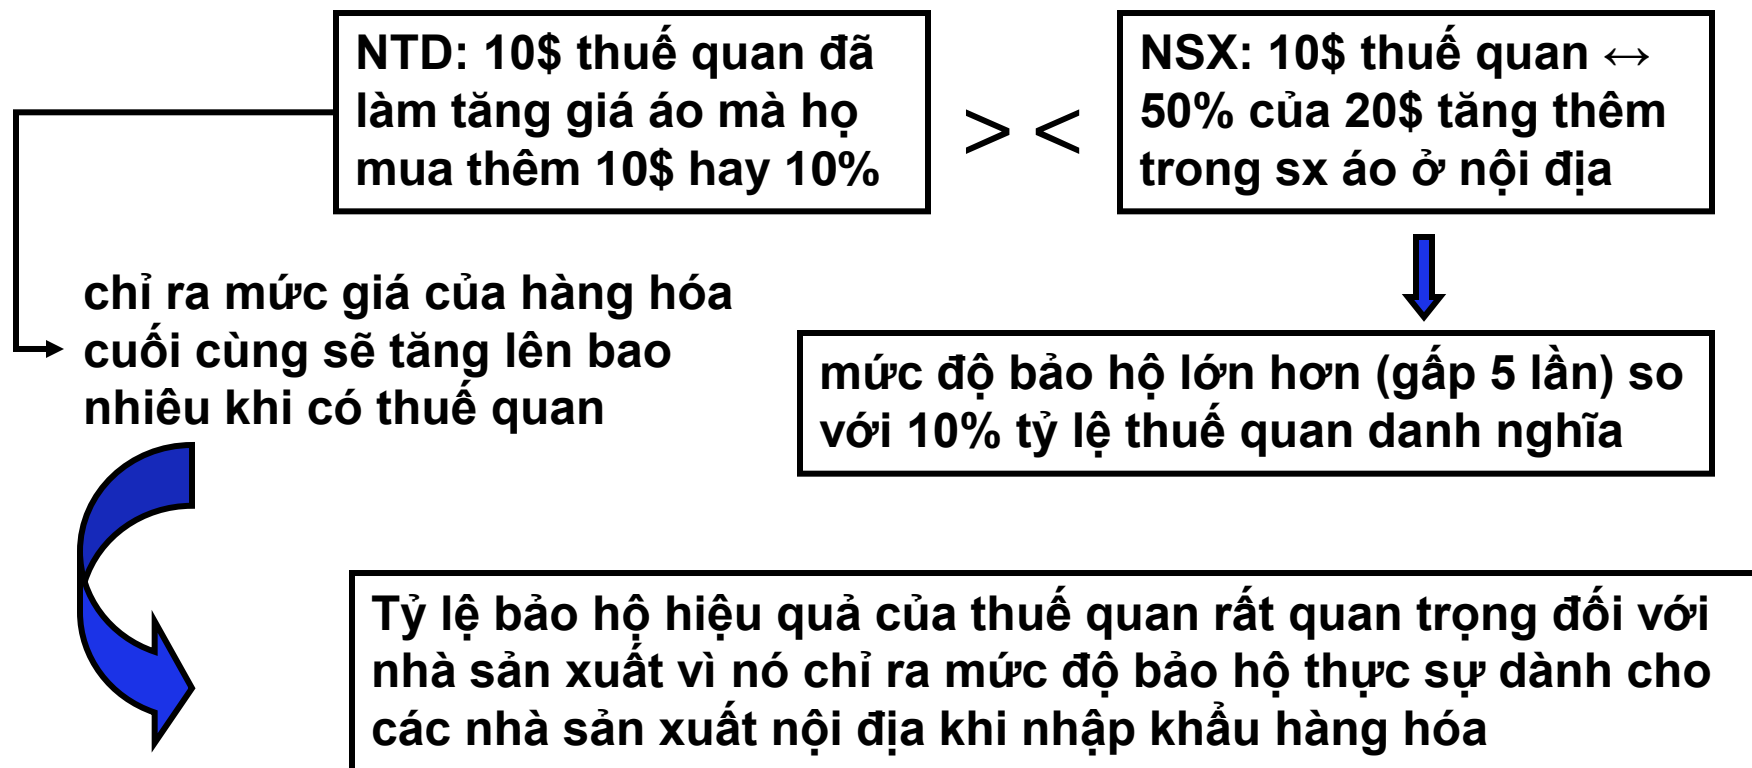 NTD: 10$ thuế quan đã
làm tăng giá áo mà họ
mua thêm 10$ hay 10%
> <
NSX: 10$ thuế quan ↔
50% của 20$ tăng thêm
trong sx áo ở nội địa
chỉ ra mức giá của hàng hóa
cuối cùng sẽ tăng lên bao
nhiêu khi có thuế quan
mức độ bảo hộ lớn hơn (gấp 5 lần) so
với 10% tỷ lệ thuế quan danh nghĩa
Tỷ lệ bảo hộ hiệu quả của thuế quan rất quan trọng đối với
nhà sản xuất vì nó chỉ ra mức độ bảo hộ thực sự dành cho
các nhà sản xuất nội địa khi nhập khẩu hàng hóa